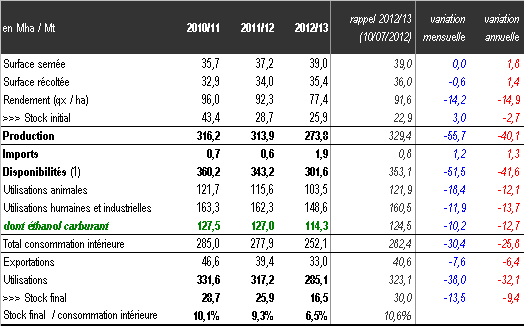 en Mha / Mt 2010/11 2011/12 2012/13 rappel 2012/13 (10/07/2012) variation mensuelle variation annuelle
Surface semée 35,7 37,2 39,0 39,0 0,0 1,8
Surface récoltée 32,9 34,0 35,4 36,0 -0,6 1,4
Rendement (qx / ha) 96,0 92,3 77,4 91,6 -14,2 -14,9
>>> Stock initial 43,4 28,7 25,9 22,9 3,0 -2,7
Production 316,2 313,9 273,8 329,4 -55,7 -40,1
Imports 0,7 0,6 1,9 0,8 1,2 1,3
Disponibilités (1) 360,2 343,2 301,6 353,1 -51,5 -41,6
Utilisations animales 121,7 115,6 103,5 121,9 -18,4 -12,1
Utilisations humaines et industrielles 163,3 162,3 148,6 160,5 -11,9 -13,7
dont éthanol carburant 127,5 127,0 114,3 124,5 -10,2 -12,7
Total consommation intérieure 285,0 277,9 252,1 282,4 -30,4 -25,8
Exportations 46,6 39,4 33,0 40,6 -7,6 -6,4
Utilisations 331,6 317,2 285,1 323,1 -38,0 -32,1
>>> Stock final 28,7 25,9 16,5 30,0 -13,5 -9,4
Stock final / consommation intérieure 10,1% 9,3% 6,5% 10,6%